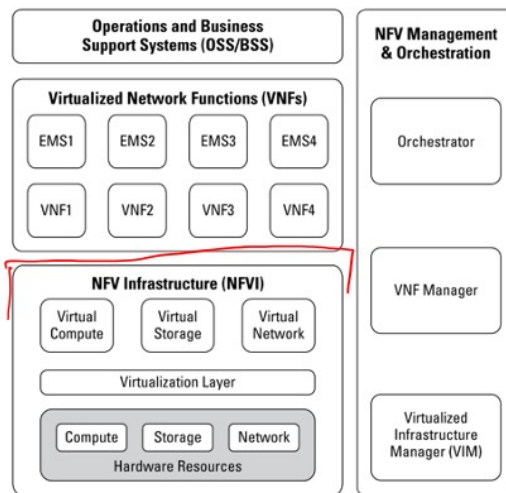 Operations and Business
Support Systems (OSS/BSS)
Virtualized Network Functions (VNFs)
EMS1
EMS2
EMS3
EMS4
VNF1
VNF2
VNF3
VNF4
NFV Infrastructure (NFVI)
Virtual
Compute
Virtual
Storage
Virtual
Network
Virtualization Layer
Compute
Storage
Network
Hardware Resources
NFV Management
& Orchestration
Orchestrator
VNF Manager
Virtualized
Infrastructure
Manager (VIM)